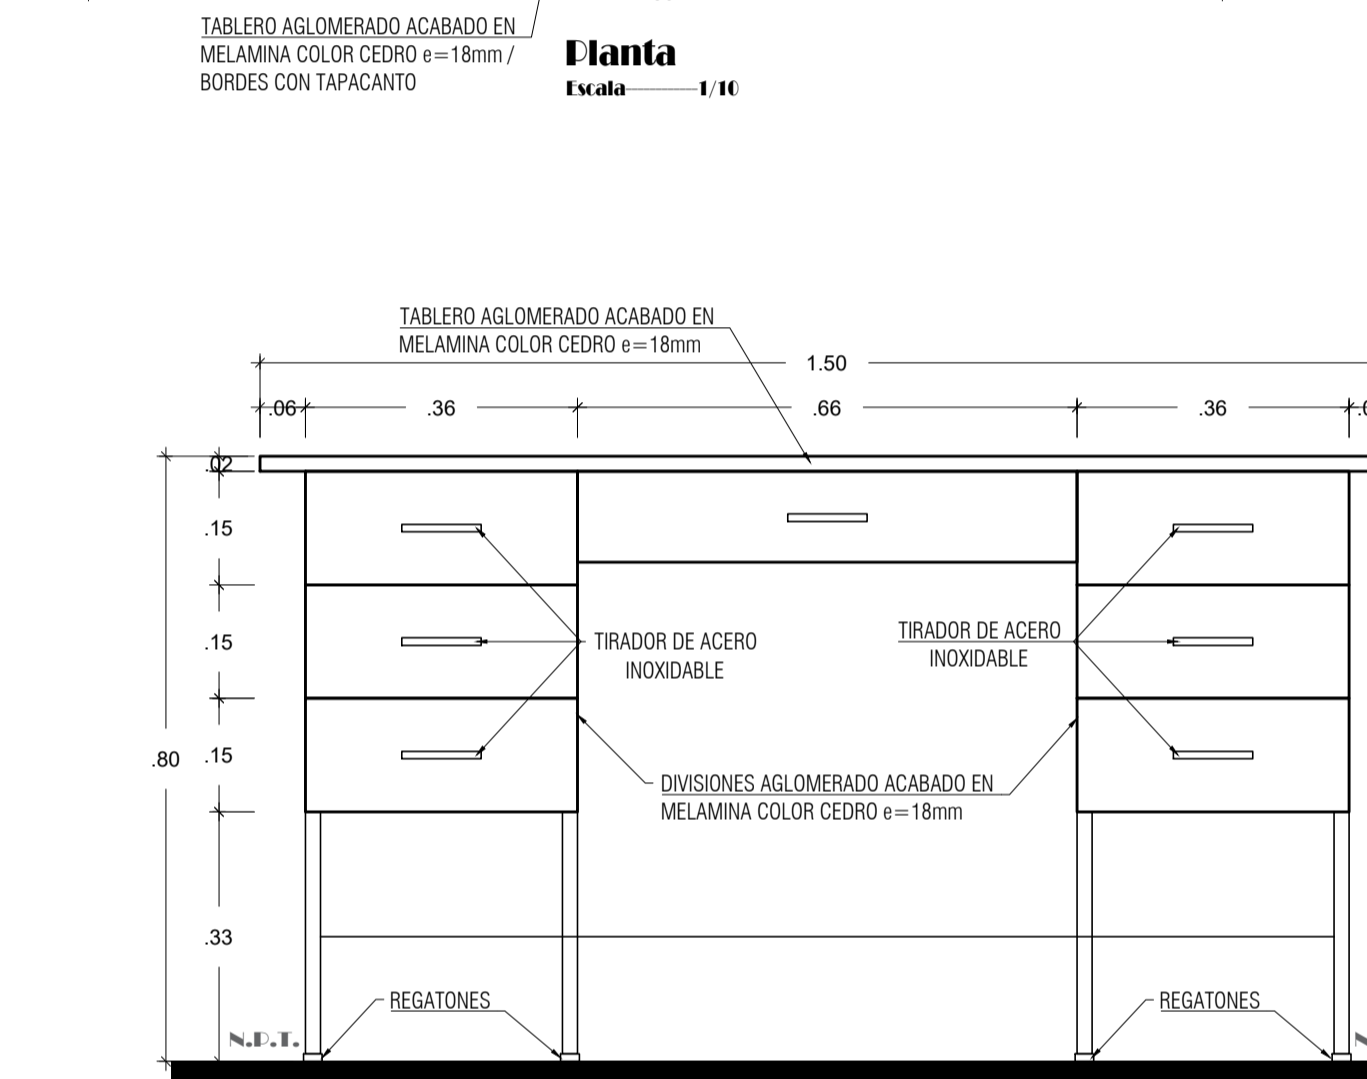 TABLERO AGLOMERADO ACABADO EN
MELAMINA COLOR CEDRO e=18mm /
BORDES CON TAPACANTO
Planta
Escala 1/10
TABLERO AGLOMERADO ACABADO EN
MELAMINA COLOR CEDRO e=18mm
1.50
.06
.36
.66
.36
.02
.15
.15
TIRADOR DE ACERO
INOXIDABLE
TIRADOR DE ACERO
INOXIDABLE
.80
.15
DIVISIONES AGLOMERADO ACABADO EN
MELAMINA COLOR CEDRO e=18mm
.33
REGATONES
REGATONES
N.P.T.